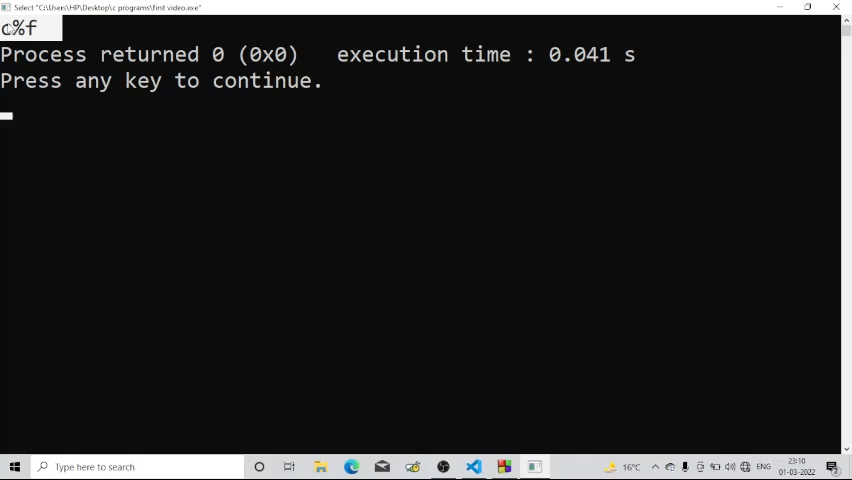 Select "C:\Users\HP\Desktop\c programs\first video.exe"
c%f
Process returned 0 (0x0)   execution time : 0.041 s
Press any key to continue.
Type here to search
16°C
ENG
23:10
01-03-2022
2